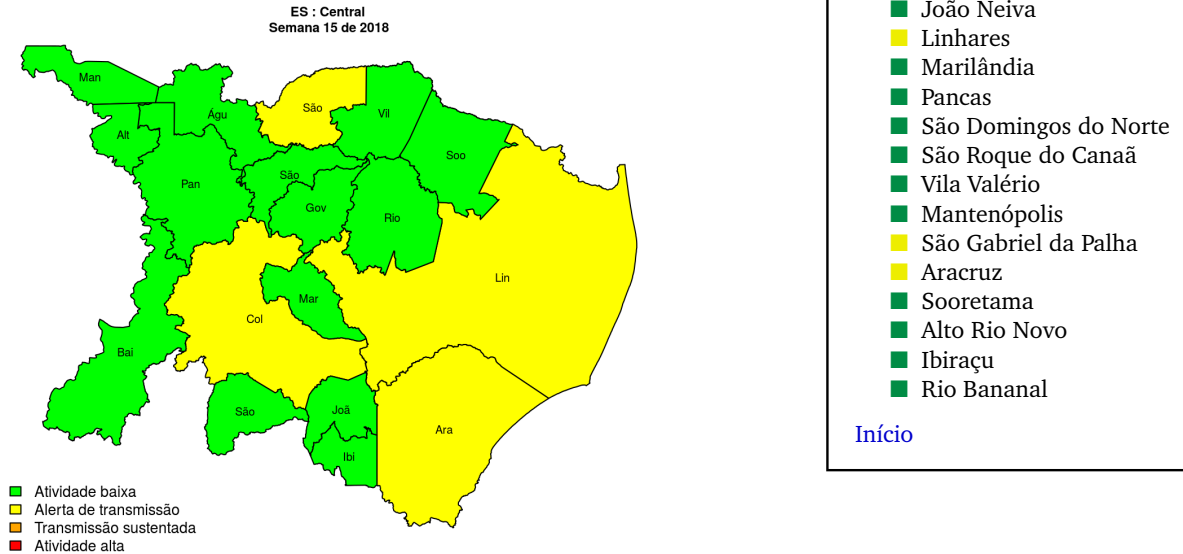 ES : Central
Semana 15 de 2018
Man
Águ
São
Vil
Alt
Soo
Pan
São
Gov
Rio
Lin
Mar
Col
Bai
São
Joã
Ara
Ibi
Atividade baixa
Alerta de transmissão
Transmissão sustentada
Atividade alta
João Neiva
Linhares
Marilândia
Pancas
São Domingos do Norte
São Roque do Canaã
Vila Valério
Mantenópolis
São Gabriel da Palha
Aracruz
Sooretama
Alto Rio Novo
Ibiraçu
Rio Bananal
Início